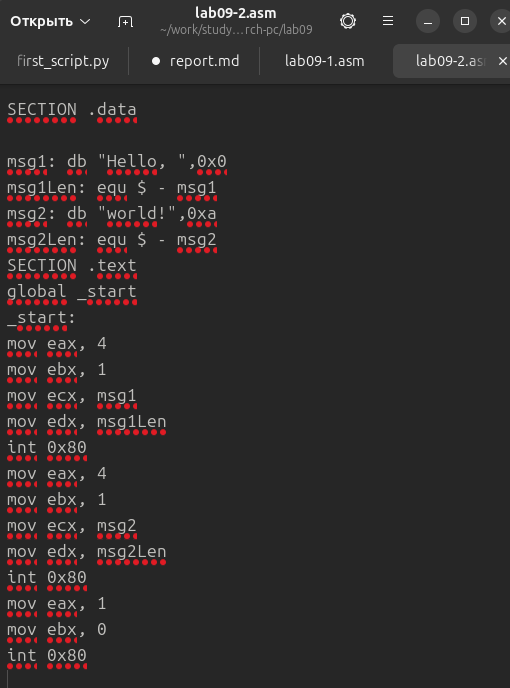 Открыть
lab09-2.asm
~/work/study...rch-pc/lab09
first_script.py
report.md
lab09-1.asm
lab09-2.asm
SECTION .data
msg1: db "Hello, ",0x0
msg1Len: equ $ - msg1
msg2: db "world!",0xa
msg2Len: equ $ - msg2
SECTION .text
global _start
_start:
mov eax, 4
mov ebx, 1
mov ecx, msg1
mov edx, msg1Len
int 0x80
mov eax, 4
mov ebx, 1
mov ecx, msg2
mov edx, msg2Len
int 0x80
mov eax, 1
mov ebx, 0
int 0x80